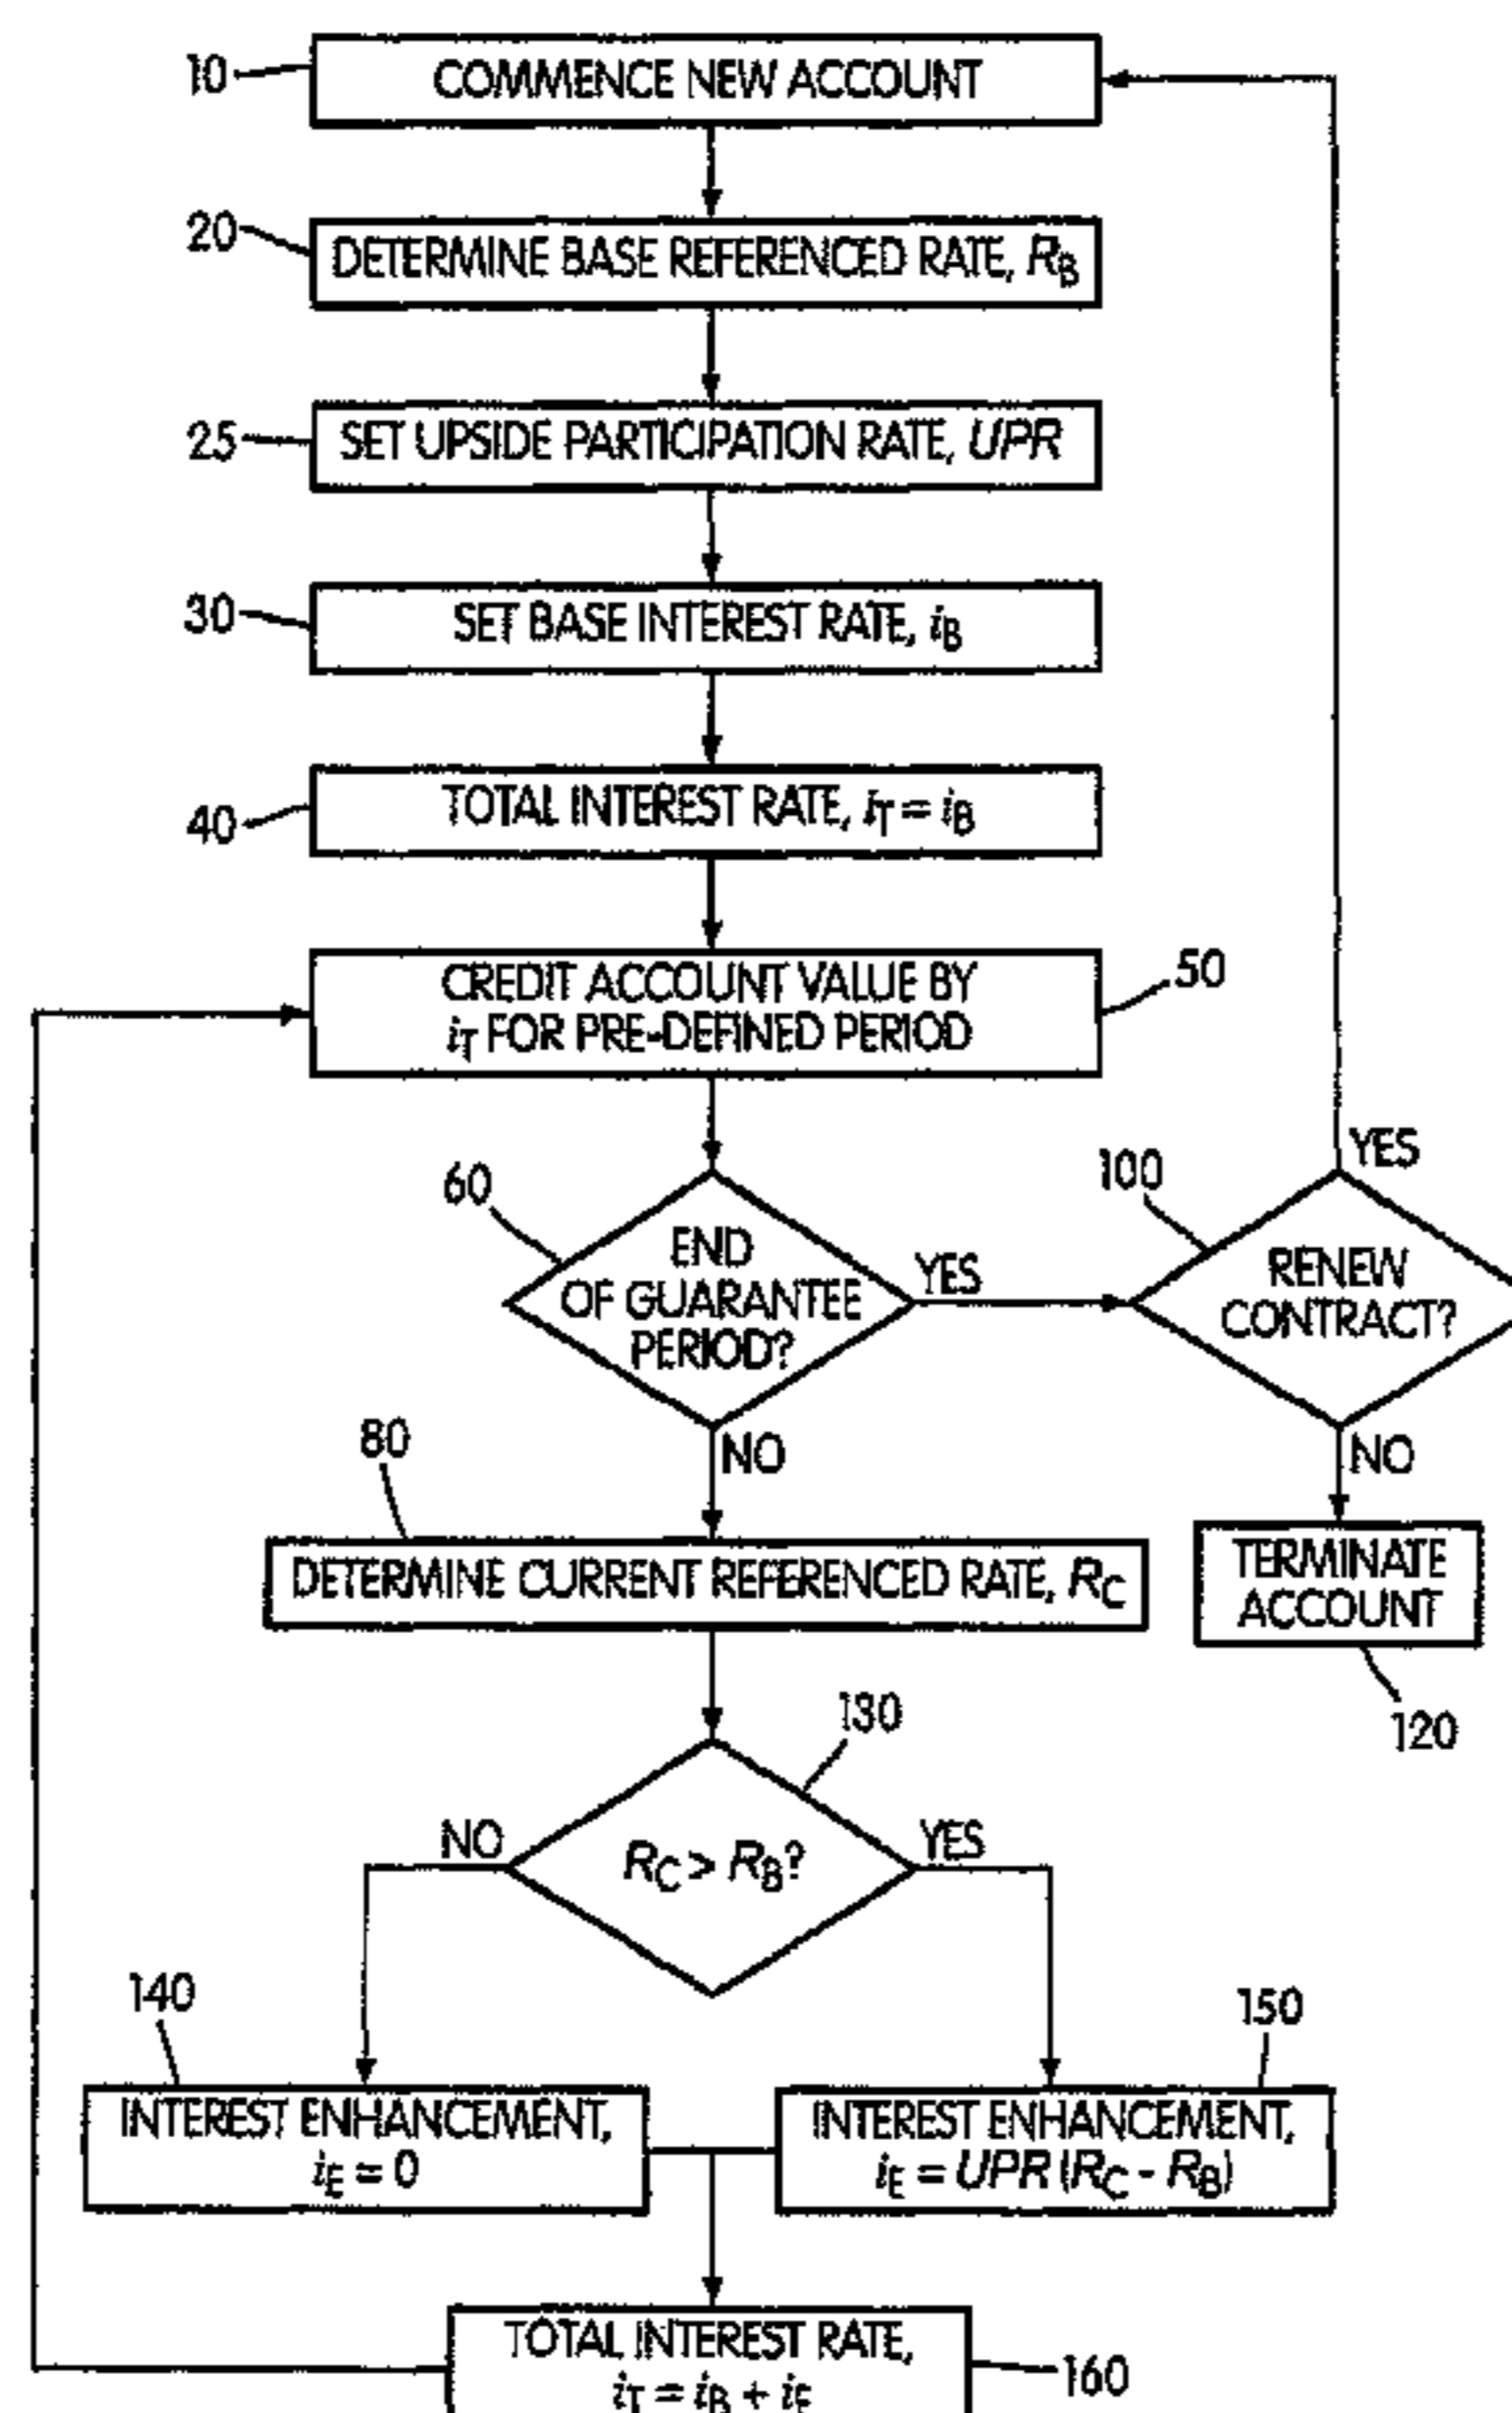 10
COMMENCE NEW ACCOUNT
20
DETERMINE BASE REFERENCED RATE, RB
25
SET UPSIDE PARTICIPATION RATE, UPR
30
SET BASE INTEREST RATE, iB
40
TOTAL INTEREST RATE, iT = iB
50
CREDIT ACCOUNT VALUE BY
iT FOR PRE-DEFINED PERIOD
60
END
OF GUARANTEE
PERIOD?
YES
NO
100
RENEW
CONTRACT?
YES
NO
TERMINATE
ACCOUNT
120
80
DETERMINE CURRENT REFERENCED RATE, RC
130
RC > RB?
NO
YES
140
INTEREST ENHANCEMENT,
iE = 0
150
INTEREST ENHANCEMENT,
iE = UPR (RC - RB)
TOTAL INTEREST RATE,
iT = iB + iE
160